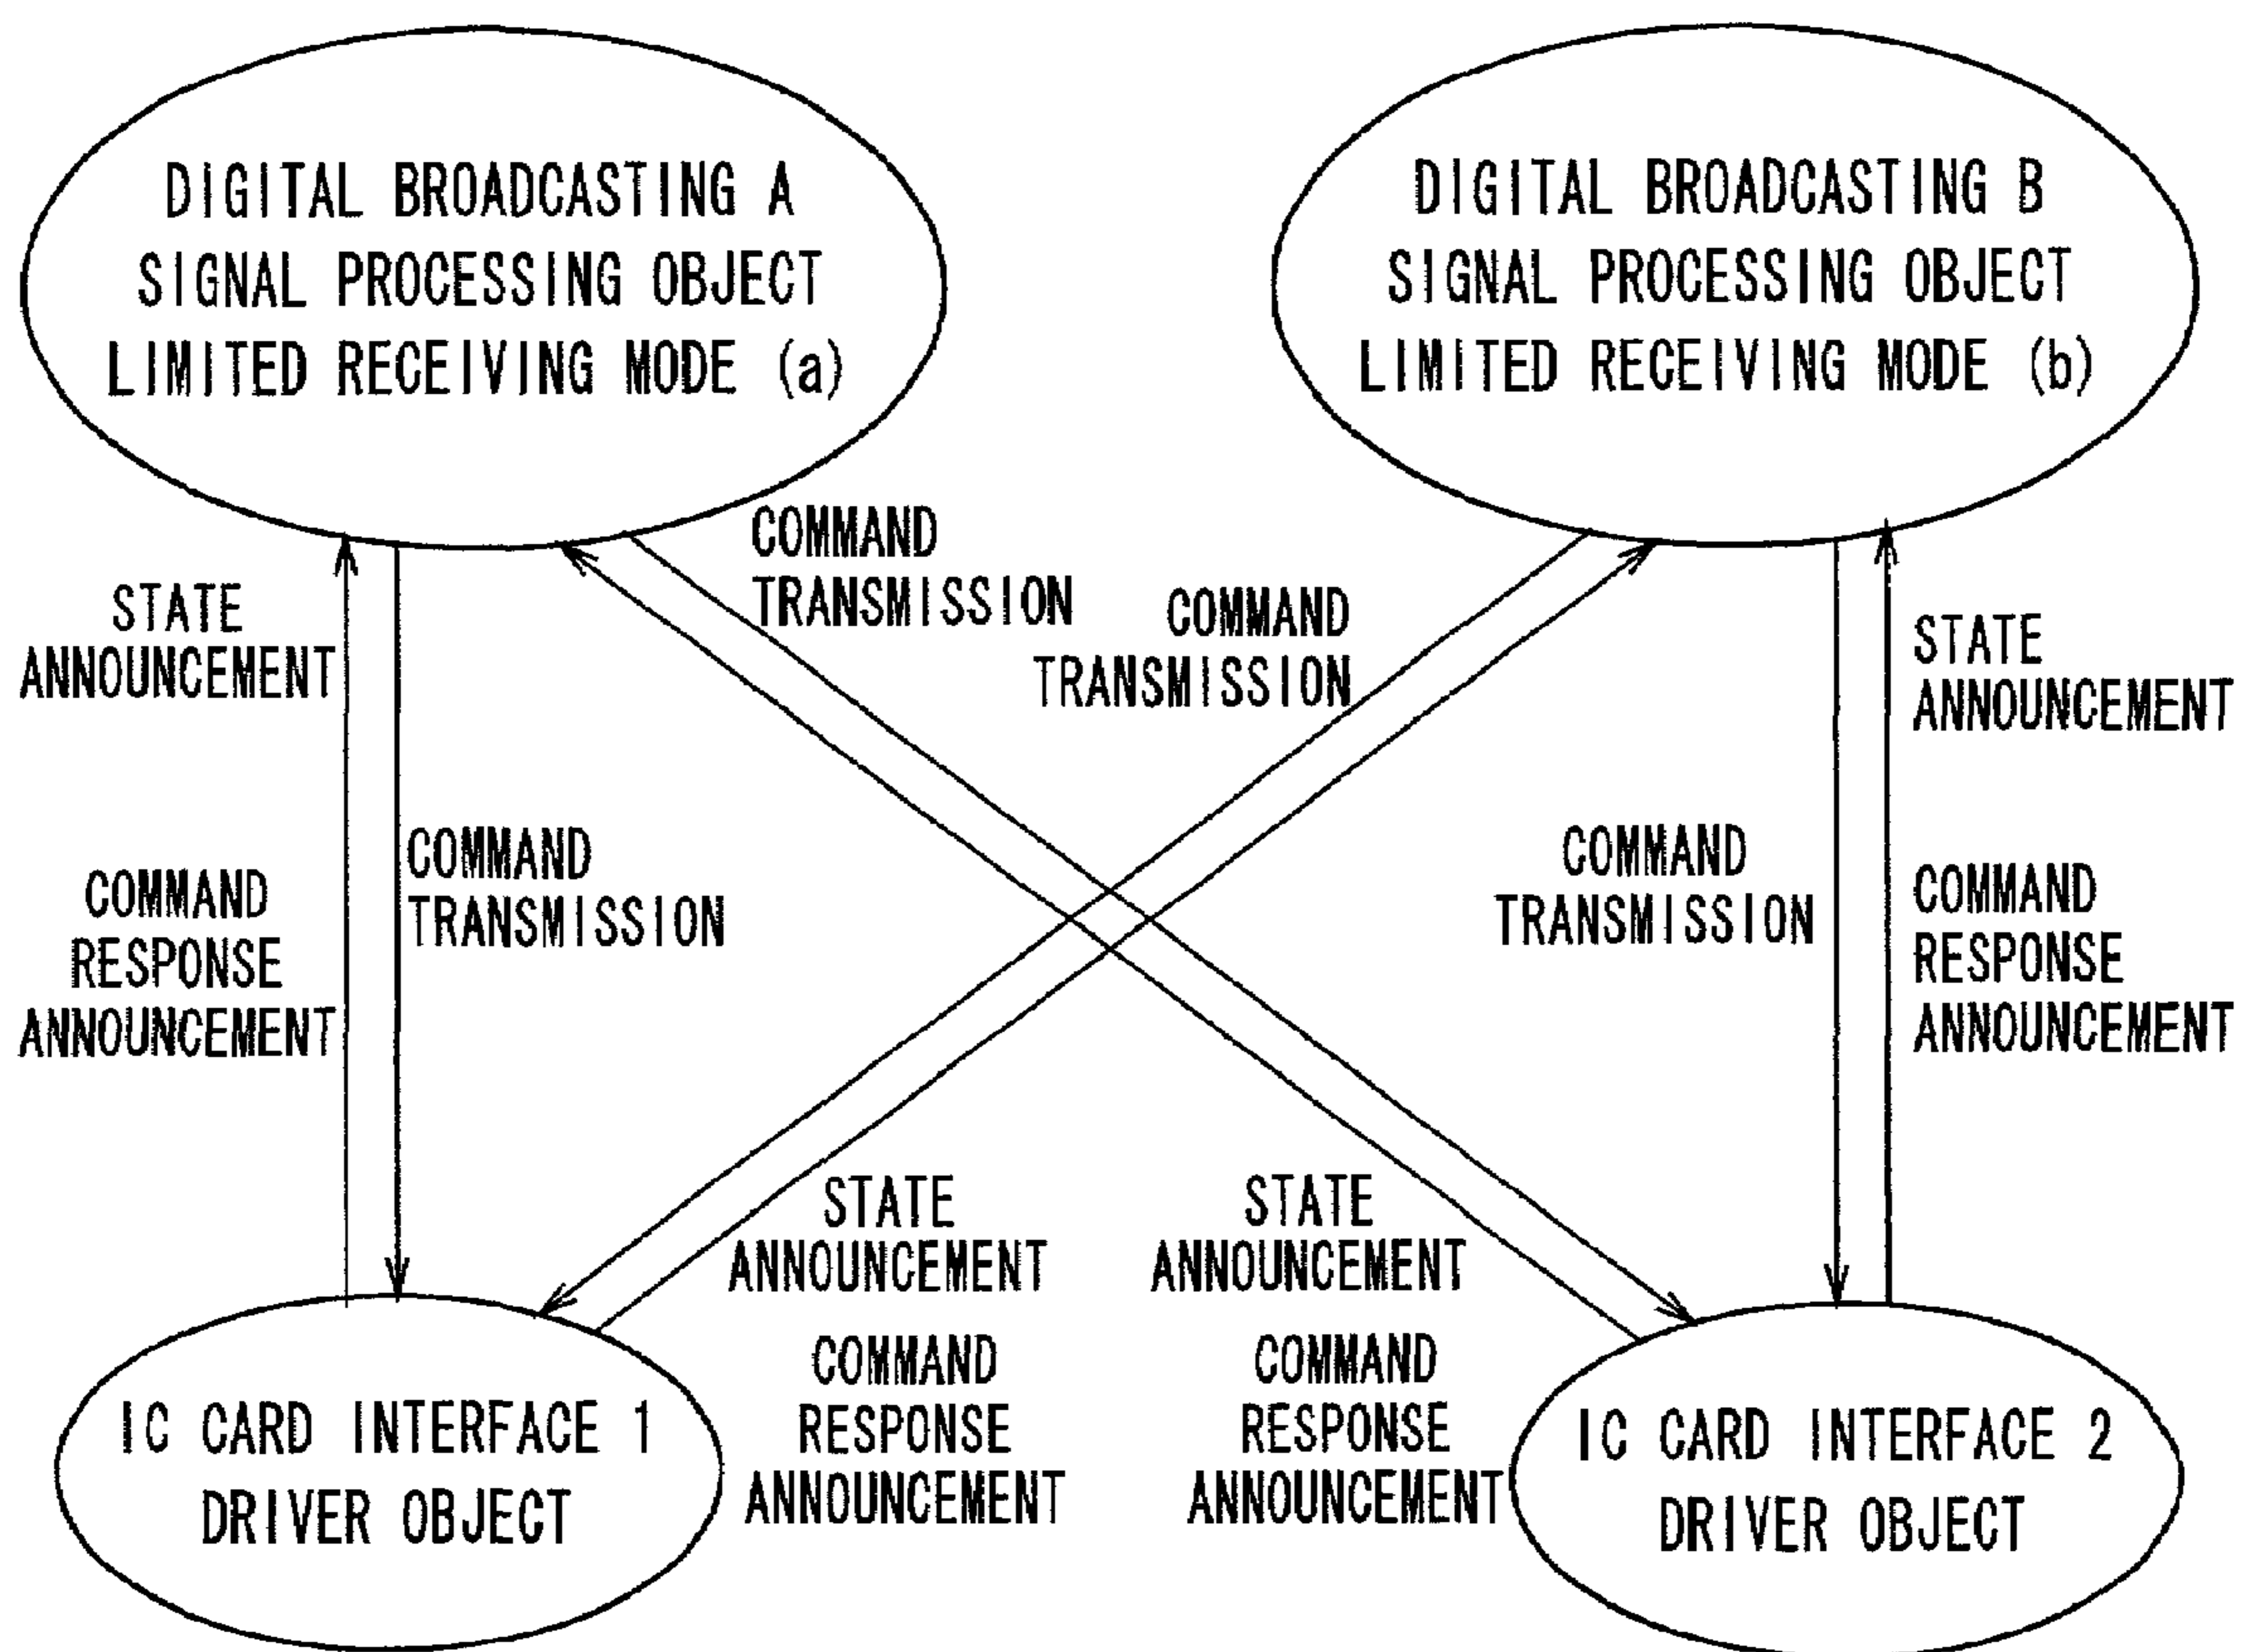 DIGITAL BROADCASTING A
SIGNAL PROCESSING OBJECT
LIMITED RECEIVING MODE (a)
DIGITAL BROADCASTING B
SIGNAL PROCESSING OBJECT
LIMITED RECEIVING MODE (b)
STATE
ANNOUNCEMENT
COMMAND
RESPONSE
ANNOUNCEMENT
COMMAND
TRANSMISSION
COMMAND
TRANSMISSION
COMMAND
TRANSMISSION
COMMAND
TRANSMISSION
STATE
ANNOUNCEMENT
COMMAND
RESPONSE
ANNOUNCEMENT
STATE
ANNOUNCEMENT
COMMAND
RESPONSE
ANNOUNCEMENT
STATE
ANNOUNCEMENT
COMMAND
RESPONSE
ANNOUNCEMENT
IC CARD INTERFACE 1
DRIVER OBJECT
IC CARD INTERFACE 2
DRIVER OBJECT